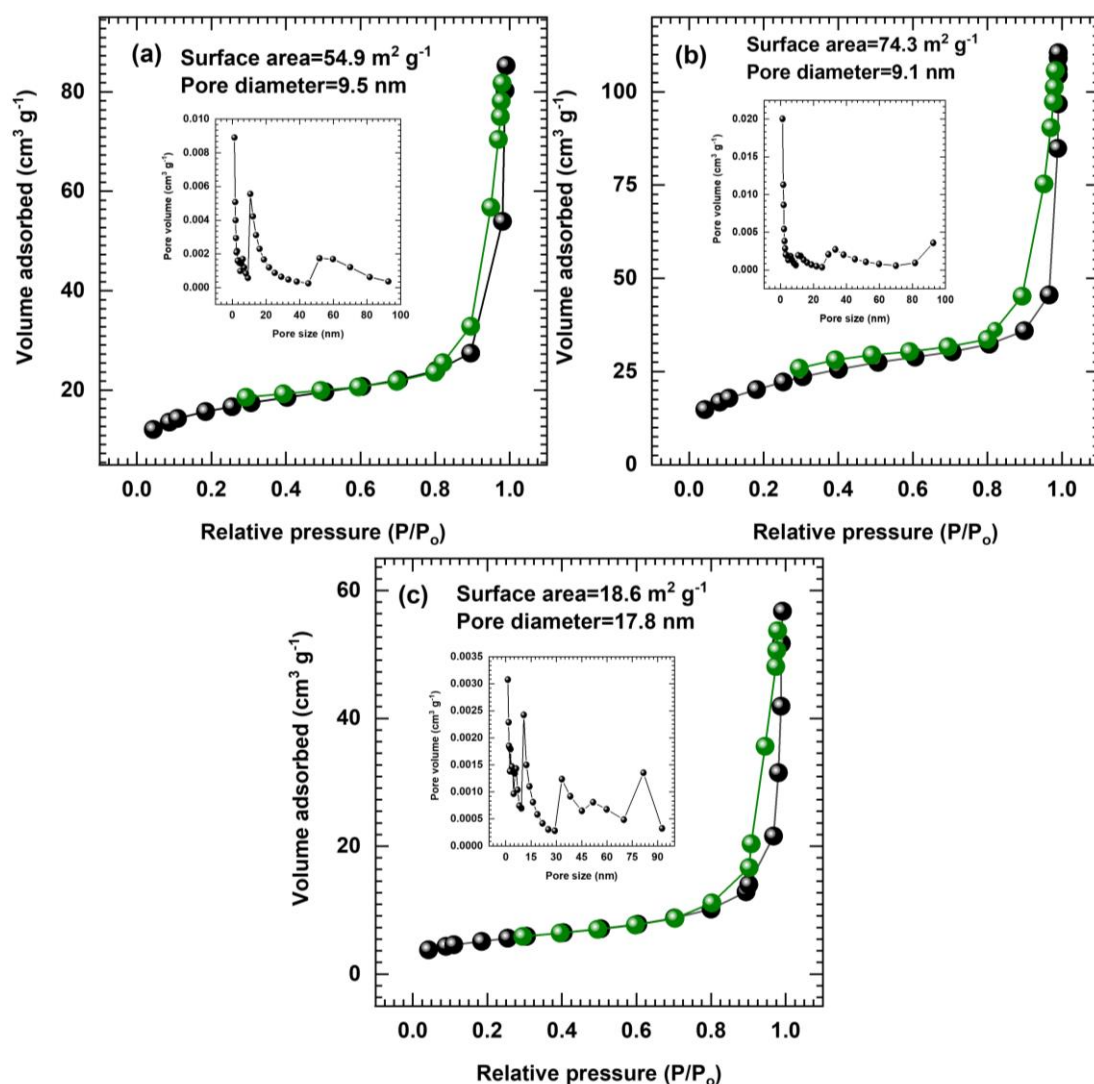 (a)
Surface area=54.9 m² g⁻¹
Pore diameter=9.5 nm
Volume adsorbed (cm³ g⁻¹)
80
60
40
20
0.0 0.2 0.4 0.6 0.8 1.0
Relative pressure (P/Pₒ)
Pore volume (cm³ g⁻¹)
0.010
0.008
0.006
0.004
0.002
0.000
0 20 40 60 80 100
Pore size (nm)
(b)
Surface area=74.3 m² g⁻¹
Pore diameter=9.1 nm
Volume adsorbed (cm³ g⁻¹)
100
75
50
25
0
0.0 0.2 0.4 0.6 0.8 1.0
Relative pressure (P/Pₒ)
Pore volume (cm³ g⁻¹)
0.020
0.015
0.010
0.005
0.000
0 20 40 60 80 100
Pore size (nm)
(c)
Surface area=18.6 m² g⁻¹
Pore diameter=17.8 nm
Volume adsorbed (cm³ g⁻¹)
60
40
20
0
0.0 0.2 0.4 0.6 0.8 1.0
Relative pressure (P/Pₒ)
Pore volume (cm³ g⁻¹)
0.0035
0.0030
0.0025
0.0020
0.0015
0.0010
0.0005
0.0000
0 15 30 45 60 75 90
Pore size (nm)